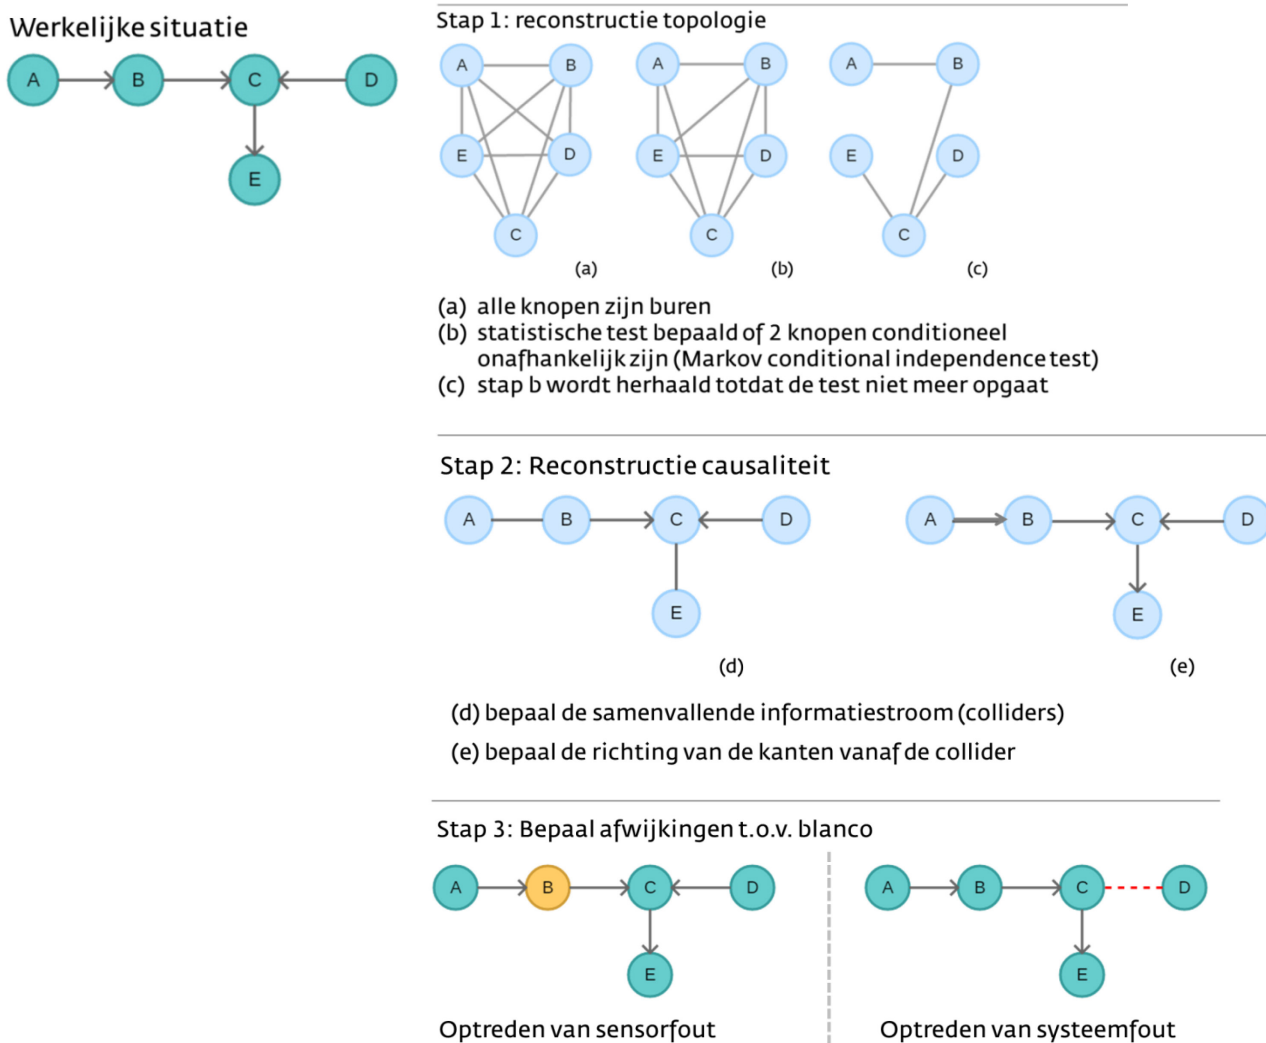 Werkelijke situatie
A
B
C
D
E
Stap 1: reconstructie topologie
A
B
E
D
C
(a)
A
B
E
D
C
(b)
A
B
E
D
C
(c)
(a) alle knopen zijn buren
(b) statistische test bepaald of 2 knopen conditioneel
onafhankelijk zijn (Markov conditional independence test)
(c) stap b wordt herhaald totdat de test niet meer opgaat
Stap 2: Reconstructie causaliteit
A
B
C
D
E
(d)
A
B
C
D
E
(e)
(d) bepaal de samenvallende informatiestroom (colliders)
(e) bepaal de richting van de kanten vanaf de collider
Stap 3: Bepaal afwijkingen t.o.v. blanco
A
B
C
D
E
Optreden van sensorfout
A
B
C
D
E
Optreden van systeemfout